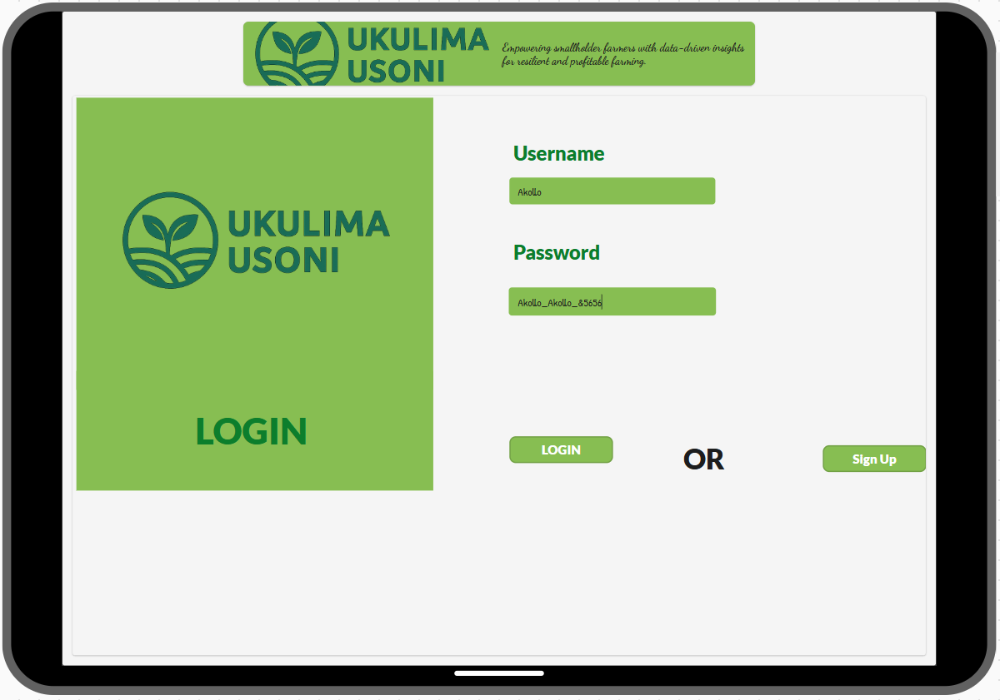 UKULIMA
USONI
Empowering smallholder farmers with data-driven insights
for resilient and profitable farming.
UKULIMA
USONI
LOGIN
Username
Akollo
Password
Akollo_Akollo_&5656
LOGIN
OR
Sign Up